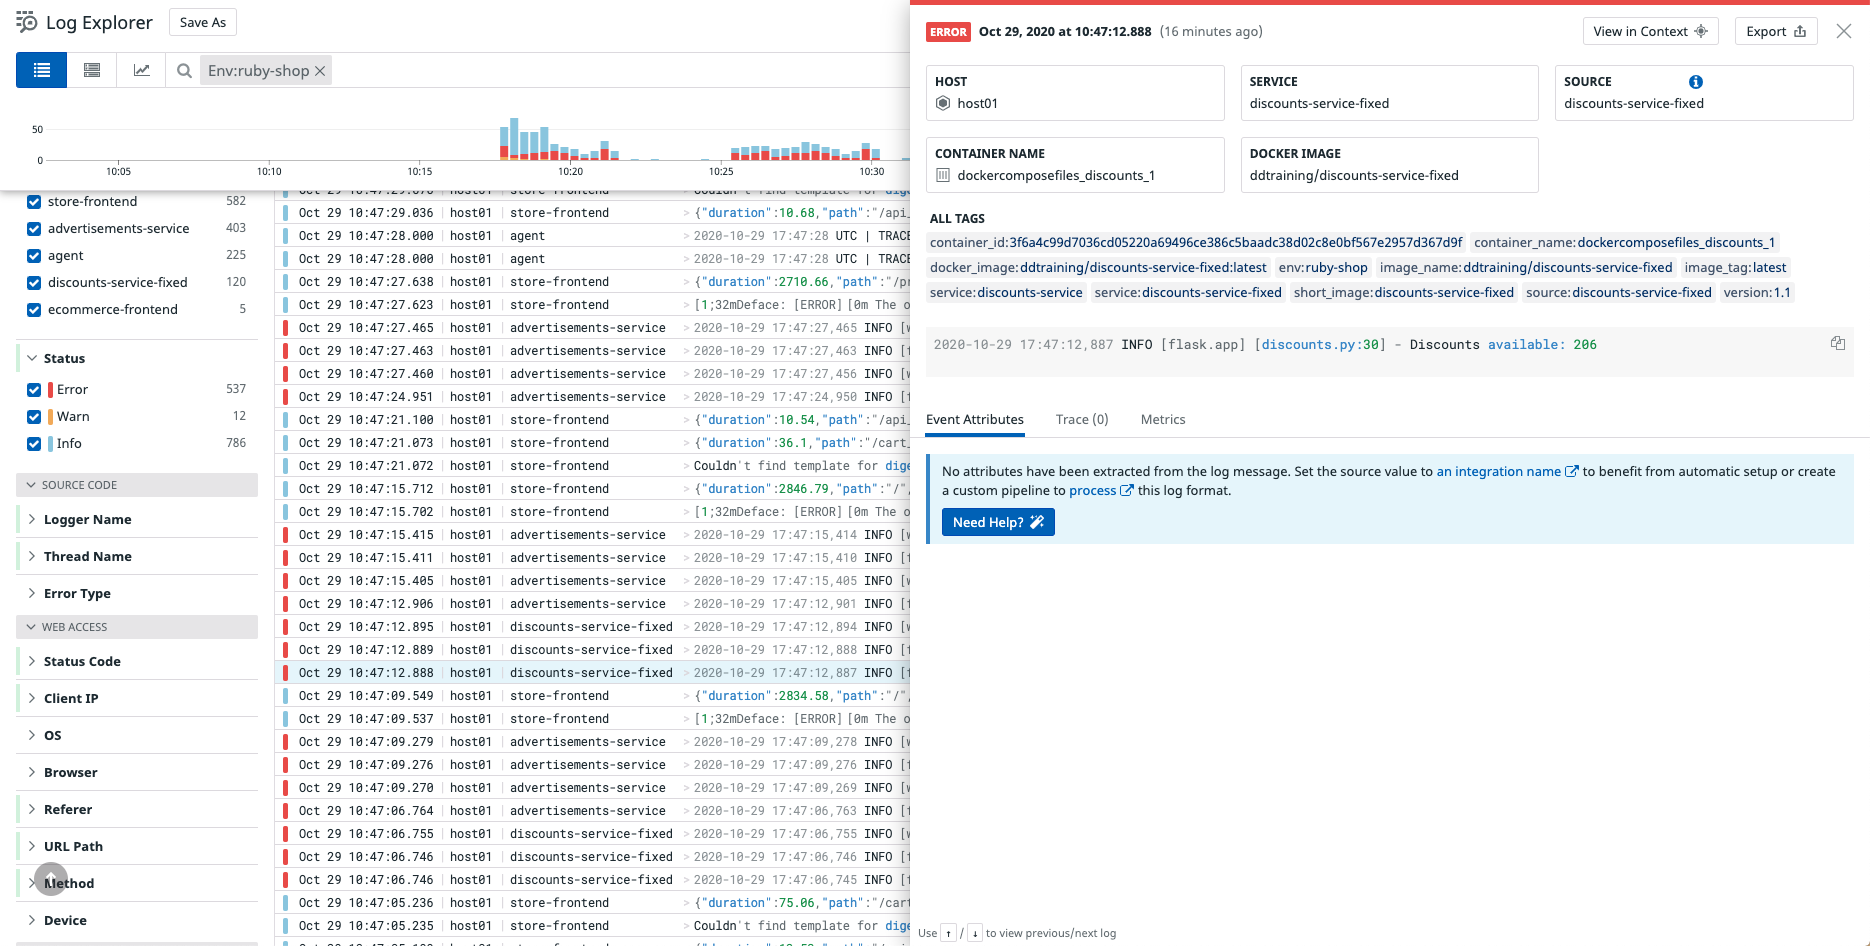 Log Explorer
Save As
Env:ruby-shop
50
0
10:05
10:10
10:15
10:20
10:25
10:30
store-frontend 582
advertisements-service 403
agent 225
discounts-service-fixed 120
ecommerce-frontend 5
Status
Error 537
Warn 12
Info 786
SOURCE CODE
Logger Name
Thread Name
Error Type
WEB ACCESS
Status Code
Client IP
OS
Browser
Referer
URL Path
Method
Device
Oct 29 10:47:29.036 host01 store-frontend > {"duration":10.68,"path":"/api_
Oct 29 10:47:28.000 host01 agent > 2020-10-29 17:47:28 UTC | TRACE
Oct 29 10:47:28.000 host01 agent > 2020-10-29 17:47:28 UTC | TRACE
Oct 29 10:47:27.638 host01 store-frontend > {"duration":2710.66,"path":"/pr
Oct 29 10:47:27.623 host01 store-frontend > [1;32mDeface: [ERROR] [0m The o
Oct 29 10:47:27.465 host01 advertisements-service > 2020-10-29 17:47:27,465 INFO [w
Oct 29 10:47:27.463 host01 advertisements-service > 2020-10-29 17:47:27,463 INFO [f
Oct 29 10:47:27.460 host01 advertisements-service > 2020-10-29 17:47:27,456 INFO [w
Oct 29 10:47:24.951 host01 advertisements-service > 2020-10-29 17:47:24,950 INFO [f
Oct 29 10:47:21.100 host01 store-frontend > {"duration":10.54,"path":"/api_
Oct 29 10:47:21.073 host01 store-frontend > {"duration":36.1,"path":"/cart_
Oct 29 10:47:21.072 host01 store-frontend > Couldn't find template for dige
Oct 29 10:47:15.712 host01 store-frontend > {"duration":2846.79,"path":"/",
Oct 29 10:47:15.702 host01 store-frontend > [1;32mDeface: [ERROR] [0m The o
Oct 29 10:47:15.415 host01 advertisements-service > 2020-10-29 17:47:15,414 INFO [w
Oct 29 10:47:15.411 host01 advertisements-service > 2020-10-29 17:47:15,410 INFO [f
Oct 29 10:47:15.405 host01 advertisements-service > 2020-10-29 17:47:15,405 INFO [w
Oct 29 10:47:12.906 host01 advertisements-service > 2020-10-29 17:47:12,901 INFO [f
Oct 29 10:47:12.895 host01 discounts-service-fixed > 2020-10-29 17:47:12,894 INFO [w
Oct 29 10:47:12.889 host01 discounts-service-fixed > 2020-10-29 17:47:12,888 INFO [f
Oct 29 10:47:12.888 host01 discounts-service-fixed > 2020-10-29 17:47:12,887 INFO [f
Oct 29 10:47:09.549 host01 store-frontend > {"duration":2834.58,"path":"/",
Oct 29 10:47:09.537 host01 store-frontend > [1;32mDeface: [ERROR] [0m The o
Oct 29 10:47:09.279 host01 advertisements-service > 2020-10-29 17:47:09,278 INFO [w
Oct 29 10:47:09.276 host01 advertisements-service > 2020-10-29 17:47:09,276 INFO [f
Oct 29 10:47:09.270 host01 advertisements-service > 2020-10-29 17:47:09,269 INFO [w
Oct 29 10:47:06.764 host01 advertisements-service > 2020-10-29 17:47:06,763 INFO [f
Oct 29 10:47:06.755 host01 discounts-service-fixed > 2020-10-29 17:47:06,755 INFO [w
Oct 29 10:47:06.746 host01 discounts-service-fixed > 2020-10-29 17:47:06,746 INFO [f
Oct 29 10:47:06.746 host01 discounts-service-fixed > 2020-10-29 17:47:06,745 INFO [f
Oct 29 10:47:05.236 host01 store-frontend > {"duration":75.06,"path":"/cart
Oct 29 10:47:05.235 host01 store-frontend > Couldn't find template for dige
ERROR Oct 29, 2020 at 10:47:12.888 (16 minutes ago)
View in Context
Export
HOST
host01
SERVICE
discounts-service-fixed
SOURCE
discounts-service-fixed
CONTAINER NAME
dockercomposefiles_discounts_1
DOCKER IMAGE
ddtraining/discounts-service-fixed
ALL TAGS
container_id:3f6a4c99d7036cd05220a69496ce386c5baadc38d02c8e0bf567e2957d367d9f container_name:dockercomposefiles_discounts_1
docker_image:ddtraining/discounts-service-fixed:latest env:ruby-shop image_name:ddtraining/discounts-service-fixed image_tag:latest
service:discounts-service service:discounts-service-fixed short_image:discounts-service-fixed source:discounts-service-fixed version:1.1
2020-10-29 17:47:12,887 INFO [flask.app] [discounts.py:30] - Discounts available: 206
Event Attributes
Trace (0)
Metrics
No attributes have been extracted from the log message. Set the source value to an integration name to benefit from automatic setup or create
a custom pipeline to process this log format.
Need Help?
Use ↑ / ↓ to view previous/next log